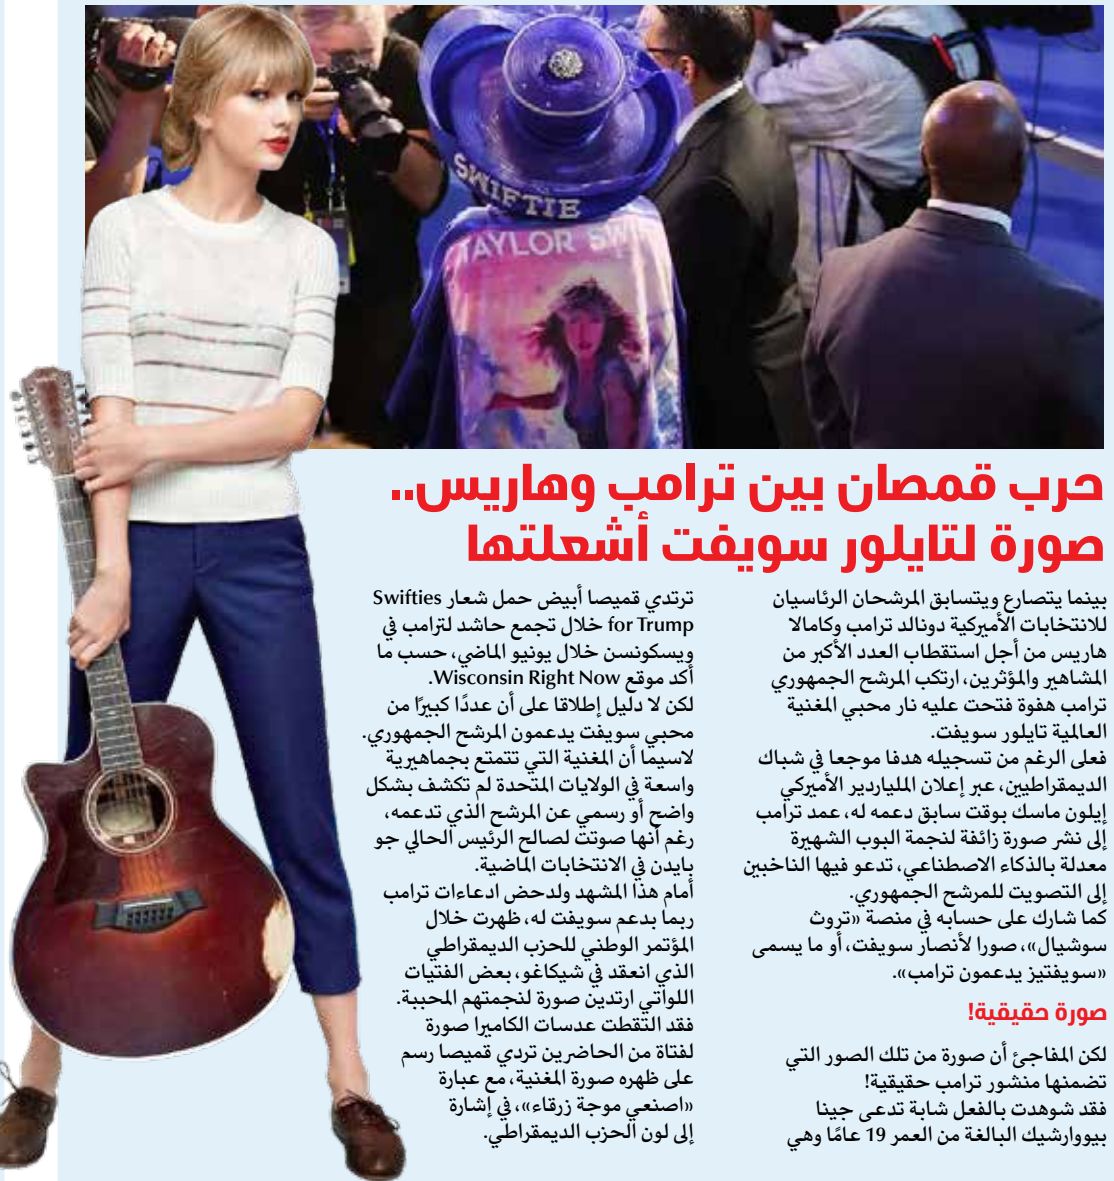 SWIFTIE
TAYLOR SWI
حرب قمصان بين ترامب وهاريس..
صورة لتايلور سويفت أشعلتها
بينما يتصارع ويتسابق المرشحان الرئاسيان
للانتخابات الأميركية دونالد ترامب وكامالا
هاريس من أجل استقطاب العدد الأكبر من
المشاهير والمؤثرين، ارتكب المرشح الجمهوري
ترامب هفوة فتحت عليه نار محبي المغنية
العالمية تايلور سويفت.
فعلى الرغم من تسجيله هدفا موجعا في شباك
الديمقراطيين، عبر إعلان الملياردير الأميركي
إيلون ماسك بوقت سابق دعمه له، عمد ترامب
إلى نشر صورة زائفة لنجمة البوب الشهيرة
معدلة بالذكاء الاصطناعي، تدعو فيها الناخبين
إلى التصويت للمرشح الجمهوري.
كما شارك على حسابه في منصة «تروث
سوشيال»، صورا لأنصار سويفت، أو ما يسمى
«سويفتيز يدعمون ترامب».
صورة حقيقية!
لكن المفاجئ أن صورة من تلك الصور التي
تضمنها منشور ترامب حقيقية!
فقد شوهدت بالفعل شابة تدعى جينا
بيووارشيك البالغة من العمر 19 عامًا وهي
ترتدي قميصا أبيض حمل شعار Swifties
for Trump خلال تجمع حاشد لترامب في
ويسكونسن خلال يونيو الماضي، حسب ما
أكد موقع Wisconsin Right Now.
لكن لا دليل إطلاقا على أن عددًا كبيرًا من
محبي سويفت يدعمون المرشح الجمهوري.
لاسيما أن المغنية التي تتمتع بجماهيرية
واسعة في الولايات المتحدة لم تكشف بشكل
واضح أو رسمي عن المرشح الذي تدعمه،
رغم أنها صوتت لصالح الرئيس الحالي جو
بايدن في الانتخابات الماضية.
أمام هذا المشهد ولدحض ادعاءات ترامب
ربما بدعم سويفت له، ظهرت خلال
المؤتمر الوطني للحزب الديمقراطي
الذي انعقد في شيكاغو، بعض الفتيات
اللواتي ارتدين صورة لنجمتهم المحببة.
فقد التقطت عدسات الكاميرا صورة
لفتاة من الحاضرين تردي قميصا رسم
على ظهره صورة المغنية، مع عبارة
«اصنعي موجة زرقاء»، في إشارة
إلى لون الحزب الديمقراطي.